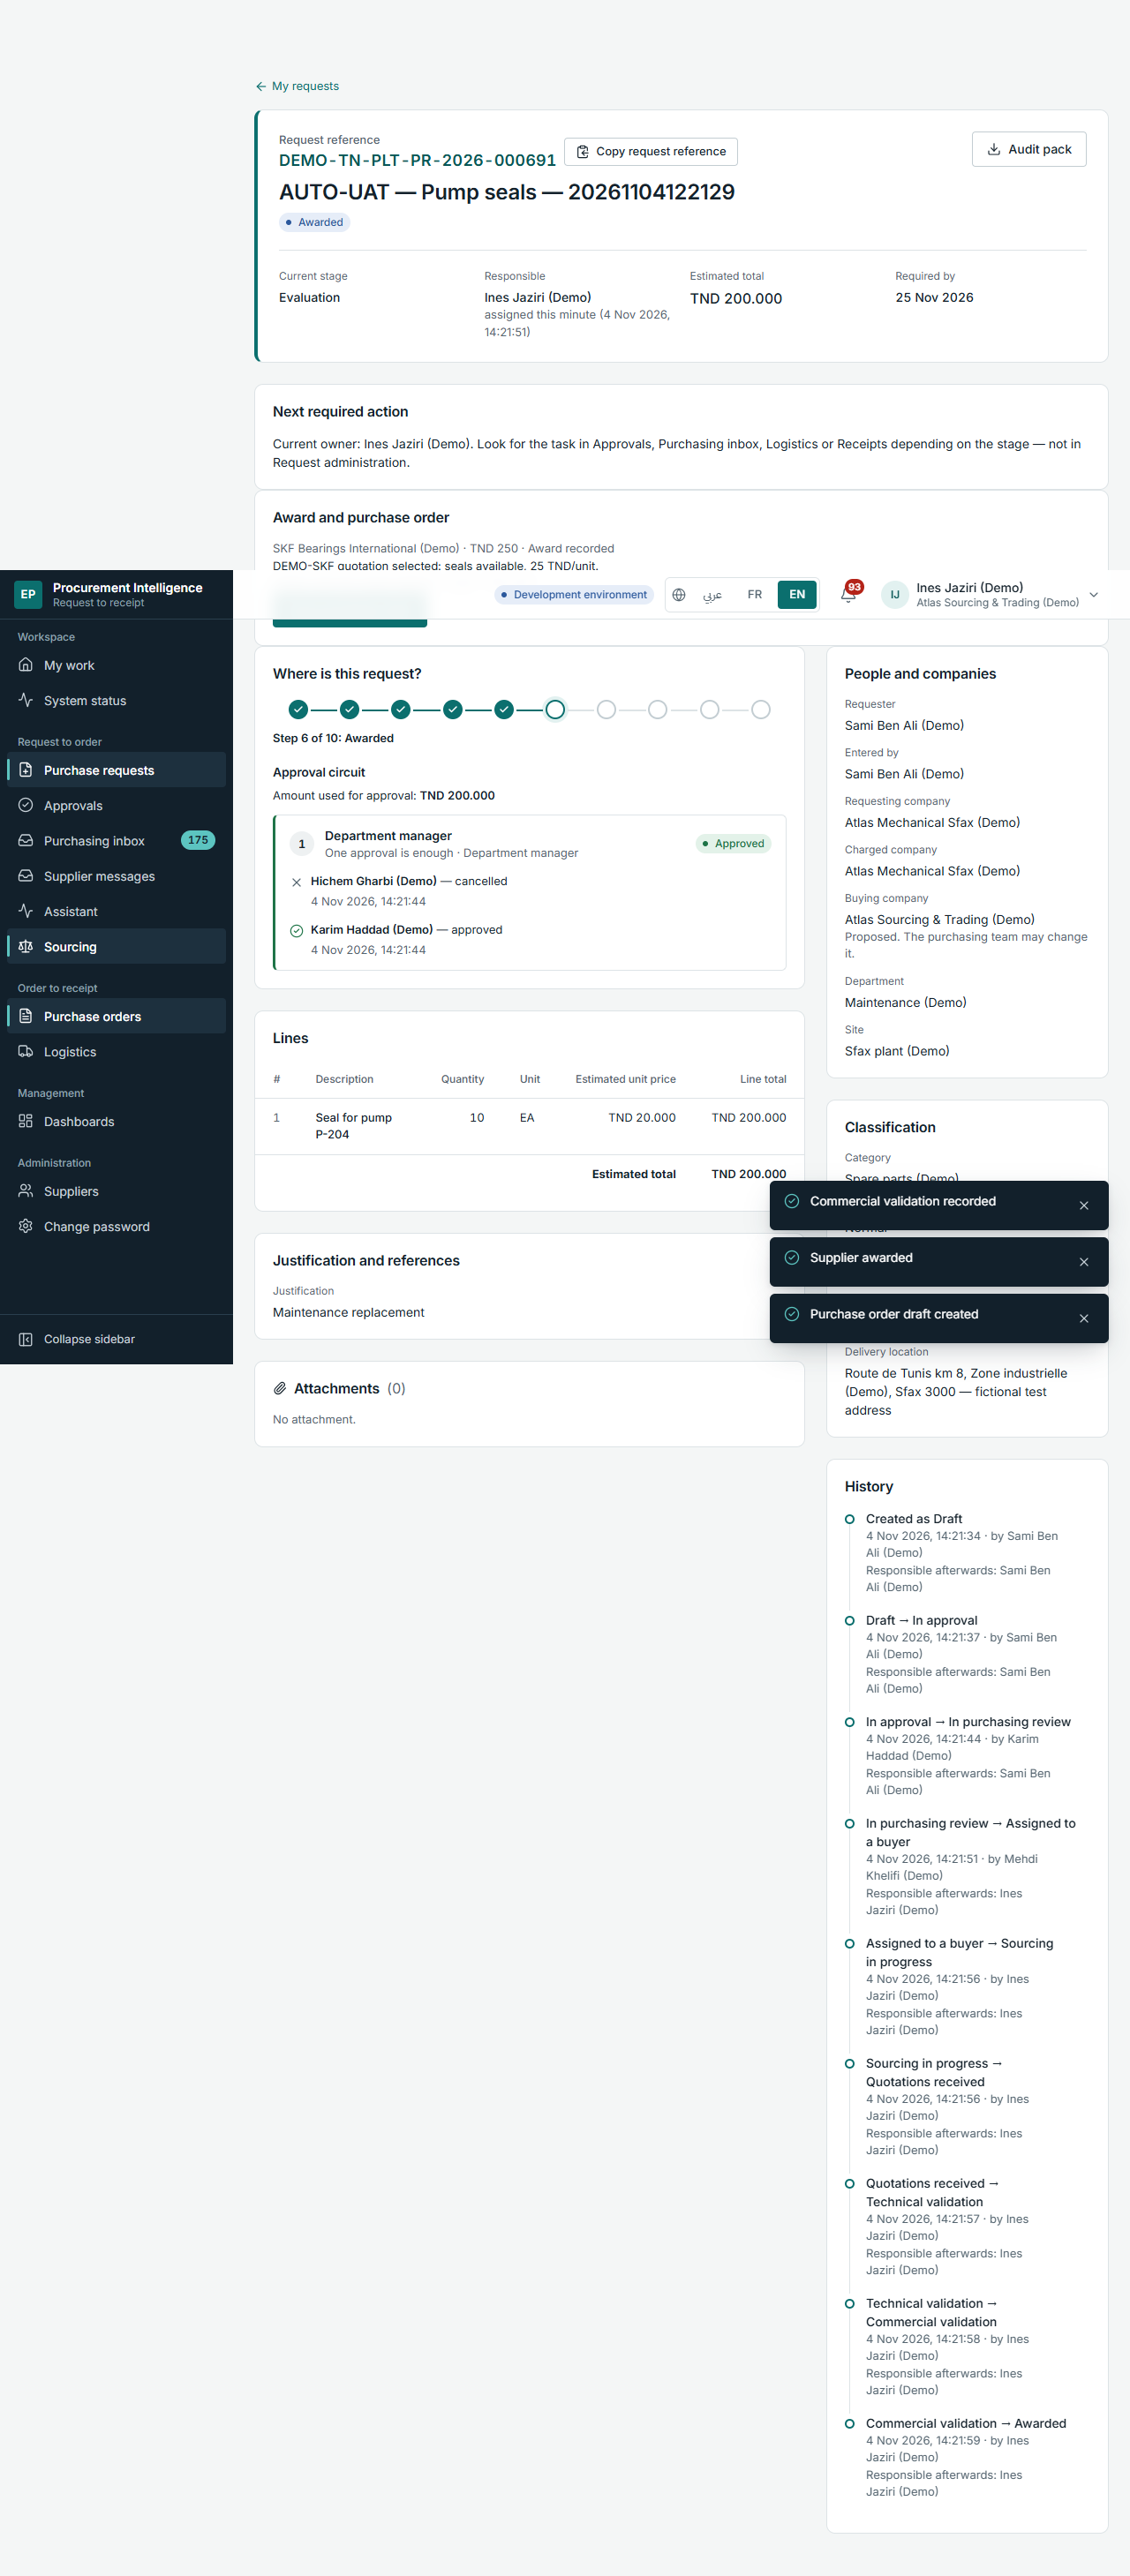 My requests
Request reference
DEMO-TN-PLT-PR-2026-000691
Copy request reference
Audit pack
AUTO-UAT — Pump seals — 20261104122129
Awarded
Current stage
Evaluation
Responsible
Ines Jaziri (Demo)
assigned this minute (4 Nov 2026,
14:21:51)
Estimated total
TND 200.000
Required by
25 Nov 2026
Next required action
Current owner: Ines Jaziri (Demo). Look for the task in Approvals, Purchasing inbox, Logistics or Receipts depending on the stage — not in
Request administration.
Award and purchase order
SKF Bearings International (Demo) · TND 250 · Award recorded
DEMO-SKF quotation selected: seals available, 25 TND/unit.
EP
Procurement Intelligence
Request to receipt
Development environment
عربي
FR
EN
93
IJ
Ines Jaziri (Demo)
Atlas Sourcing & Trading (Demo)
Workspace
My work
System status
Request to order
Purchase requests
Approvals
Purchasing inbox
175
Supplier messages
Assistant
Sourcing
Order to receipt
Purchase orders
Logistics
Management
Dashboards
Administration
Suppliers
Change password
Collapse sidebar
Where is this request?
Step 6 of 10: Awarded
Approval circuit
Amount used for approval: TND 200.000
1
Department manager
One approval is enough · Department manager
Approved
Hichem Gharbi (Demo) — cancelled
4 Nov 2026, 14:21:44
Karim Haddad (Demo) — approved
4 Nov 2026, 14:21:44
Lines
# Description Quantity Unit Estimated unit price Line total
1 Seal for pump 10 EA TND 20.000 TND 200.000
P-204
Estimated total TND 200.000
Justification and references
Justification
Maintenance replacement
Attachments (0)
No attachment.
People and companies
Requester
Sami Ben Ali (Demo)
Entered by
Sami Ben Ali (Demo)
Requesting company
Atlas Mechanical Sfax (Demo)
Charged company
Atlas Mechanical Sfax (Demo)
Buying company
Atlas Sourcing & Trading (Demo)
Proposed. The purchasing team may change
it.
Department
Maintenance (Demo)
Site
Sfax plant (Demo)
Classification
Category
Spare parts (Demo)
Commercial validation recorded
Normal
Supplier awarded
Purchase order draft created
Delivery location
Route de Tunis km 8, Zone industrielle
(Demo), Sfax 3000 — fictional test
address
History
Created as Draft
4 Nov 2026, 14:21:34 · by Sami Ben
Ali (Demo)
Responsible afterwards: Sami Ben
Ali (Demo)
Draft → In approval
4 Nov 2026, 14:21:37 · by Sami Ben
Ali (Demo)
Responsible afterwards: Sami Ben
Ali (Demo)
In approval → In purchasing review
4 Nov 2026, 14:21:44 · by Karim
Haddad (Demo)
Responsible afterwards: Sami Ben
Ali (Demo)
In purchasing review → Assigned to
a buyer
4 Nov 2026, 14:21:51 · by Mehdi
Khelifi (Demo)
Responsible afterwards: Ines
Jaziri (Demo)
Assigned to a buyer → Sourcing
in progress
4 Nov 2026, 14:21:56 · by Ines
Jaziri (Demo)
Responsible afterwards: Ines
Jaziri (Demo)
Sourcing in progress →
Quotations received
4 Nov 2026, 14:21:56 · by Ines
Jaziri (Demo)
Responsible afterwards: Ines
Jaziri (Demo)
Quotations received →
Technical validation
4 Nov 2026, 14:21:57 · by Ines
Jaziri (Demo)
Responsible afterwards: Ines
Jaziri (Demo)
Technical validation →
Commercial validation
4 Nov 2026, 14:21:58 · by Ines
Jaziri (Demo)
Responsible afterwards: Ines
Jaziri (Demo)
Commercial validation → Awarded
4 Nov 2026, 14:21:59 · by Ines
Jaziri (Demo)
Responsible afterwards: Ines
Jaziri (Demo)